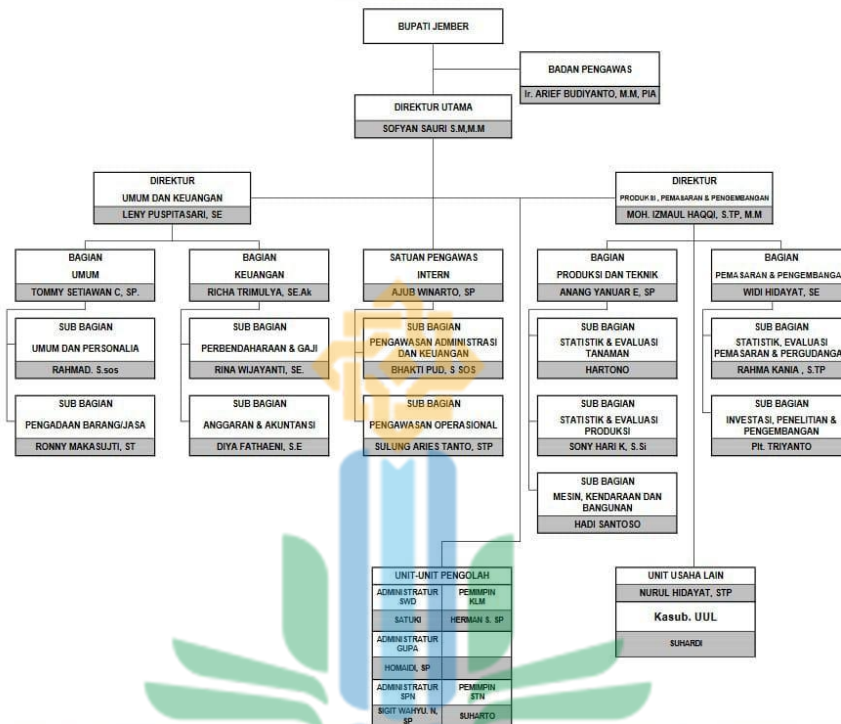 BUPATI JEMBER
BADAN PENGAWAS
Ir. ARIEF BUDIYANTO, M.M, PIA
DIREKTUR UTAMA
SOFYAN SAURI S.M,M.M
DIREKTUR
UMUM DAN KEUANGAN
LENY PUSPITASARI, SE
DIREKTUR
PRODUKSI , PEMASARAN & PENGEMBANGAN
MOH. IZMAUL HAQQI, S.TP, M.M
BAGIAN
UMUM
TOMMY SETIAWAN C, SP.
BAGIAN
KEUANGAN
RICHA TRIMULYA, SE.Ak
SATUAN PENGAWAS
INTERN
AJUB WINARTO, SP
BAGIAN
PRODUKSI DAN TEKNIK
ANANG YANUAR E, SP
BAGIAN
PEMASARAN & PENGEMBANGA
WIDI HIDAYAT, SE
SUB BAGIAN
UMUM DAN PERSONALIA
RAHMAD. S.sos
SUB BAGIAN
PERBENDAHARAAN & GAJI
RINA WIJAYANTI, SE.
SUB BAGIAN
PENGAWASAN ADMINISTRASI
DAN KEUANGAN
BHAKTI PUD, S SOS
SUB BAGIAN
STATISTIK & EVALUASI
TANAMAN
HARTONO
SUB BAGIAN
STATISTIK, EVALUASI
PEMASARAN & PERGUDANGA
RAHMA KANIA , S.TP
SUB BAGIAN
PENGADAAN BARANG/JASA
RONNY MAKASUJTI, ST
SUB BAGIAN
ANGGARAN & AKUNTANSI
DIYA FATHAENI, S.E
SUB BAGIAN
PENGAWASAN OPERASIONAL
SULUNG ARIES TANTO, STP
SUB BAGIAN
STATISTIK & EVALUASI
PRODUKSI
SONY HARI K, S.Si
SUB BAGIAN
INVESTASI, PENELITIAN &
PENGEMBANGAN
Plt. TRIYANTO
SUB BAGIAN
MESIN, KENDARAAN DAN
BANGUNAN
HADI SANTOSO
UNIT-UNIT PENGOLAH
ADMINISTRATUR
SWD
PEMIMPIN
KLM
SATUKI
HERMAN S. SP
ADMINISTRATUR
GUPA
HOMAIDI, SP
ADMINISTRATUR
SPN
PEMIMPIN
STN
SIGIT WAHYU. N,
SP
SUHARTO
UNIT USAHA LAIN
NURUL HIDAYAT, STP
Kasub. UUL
SUHARDI